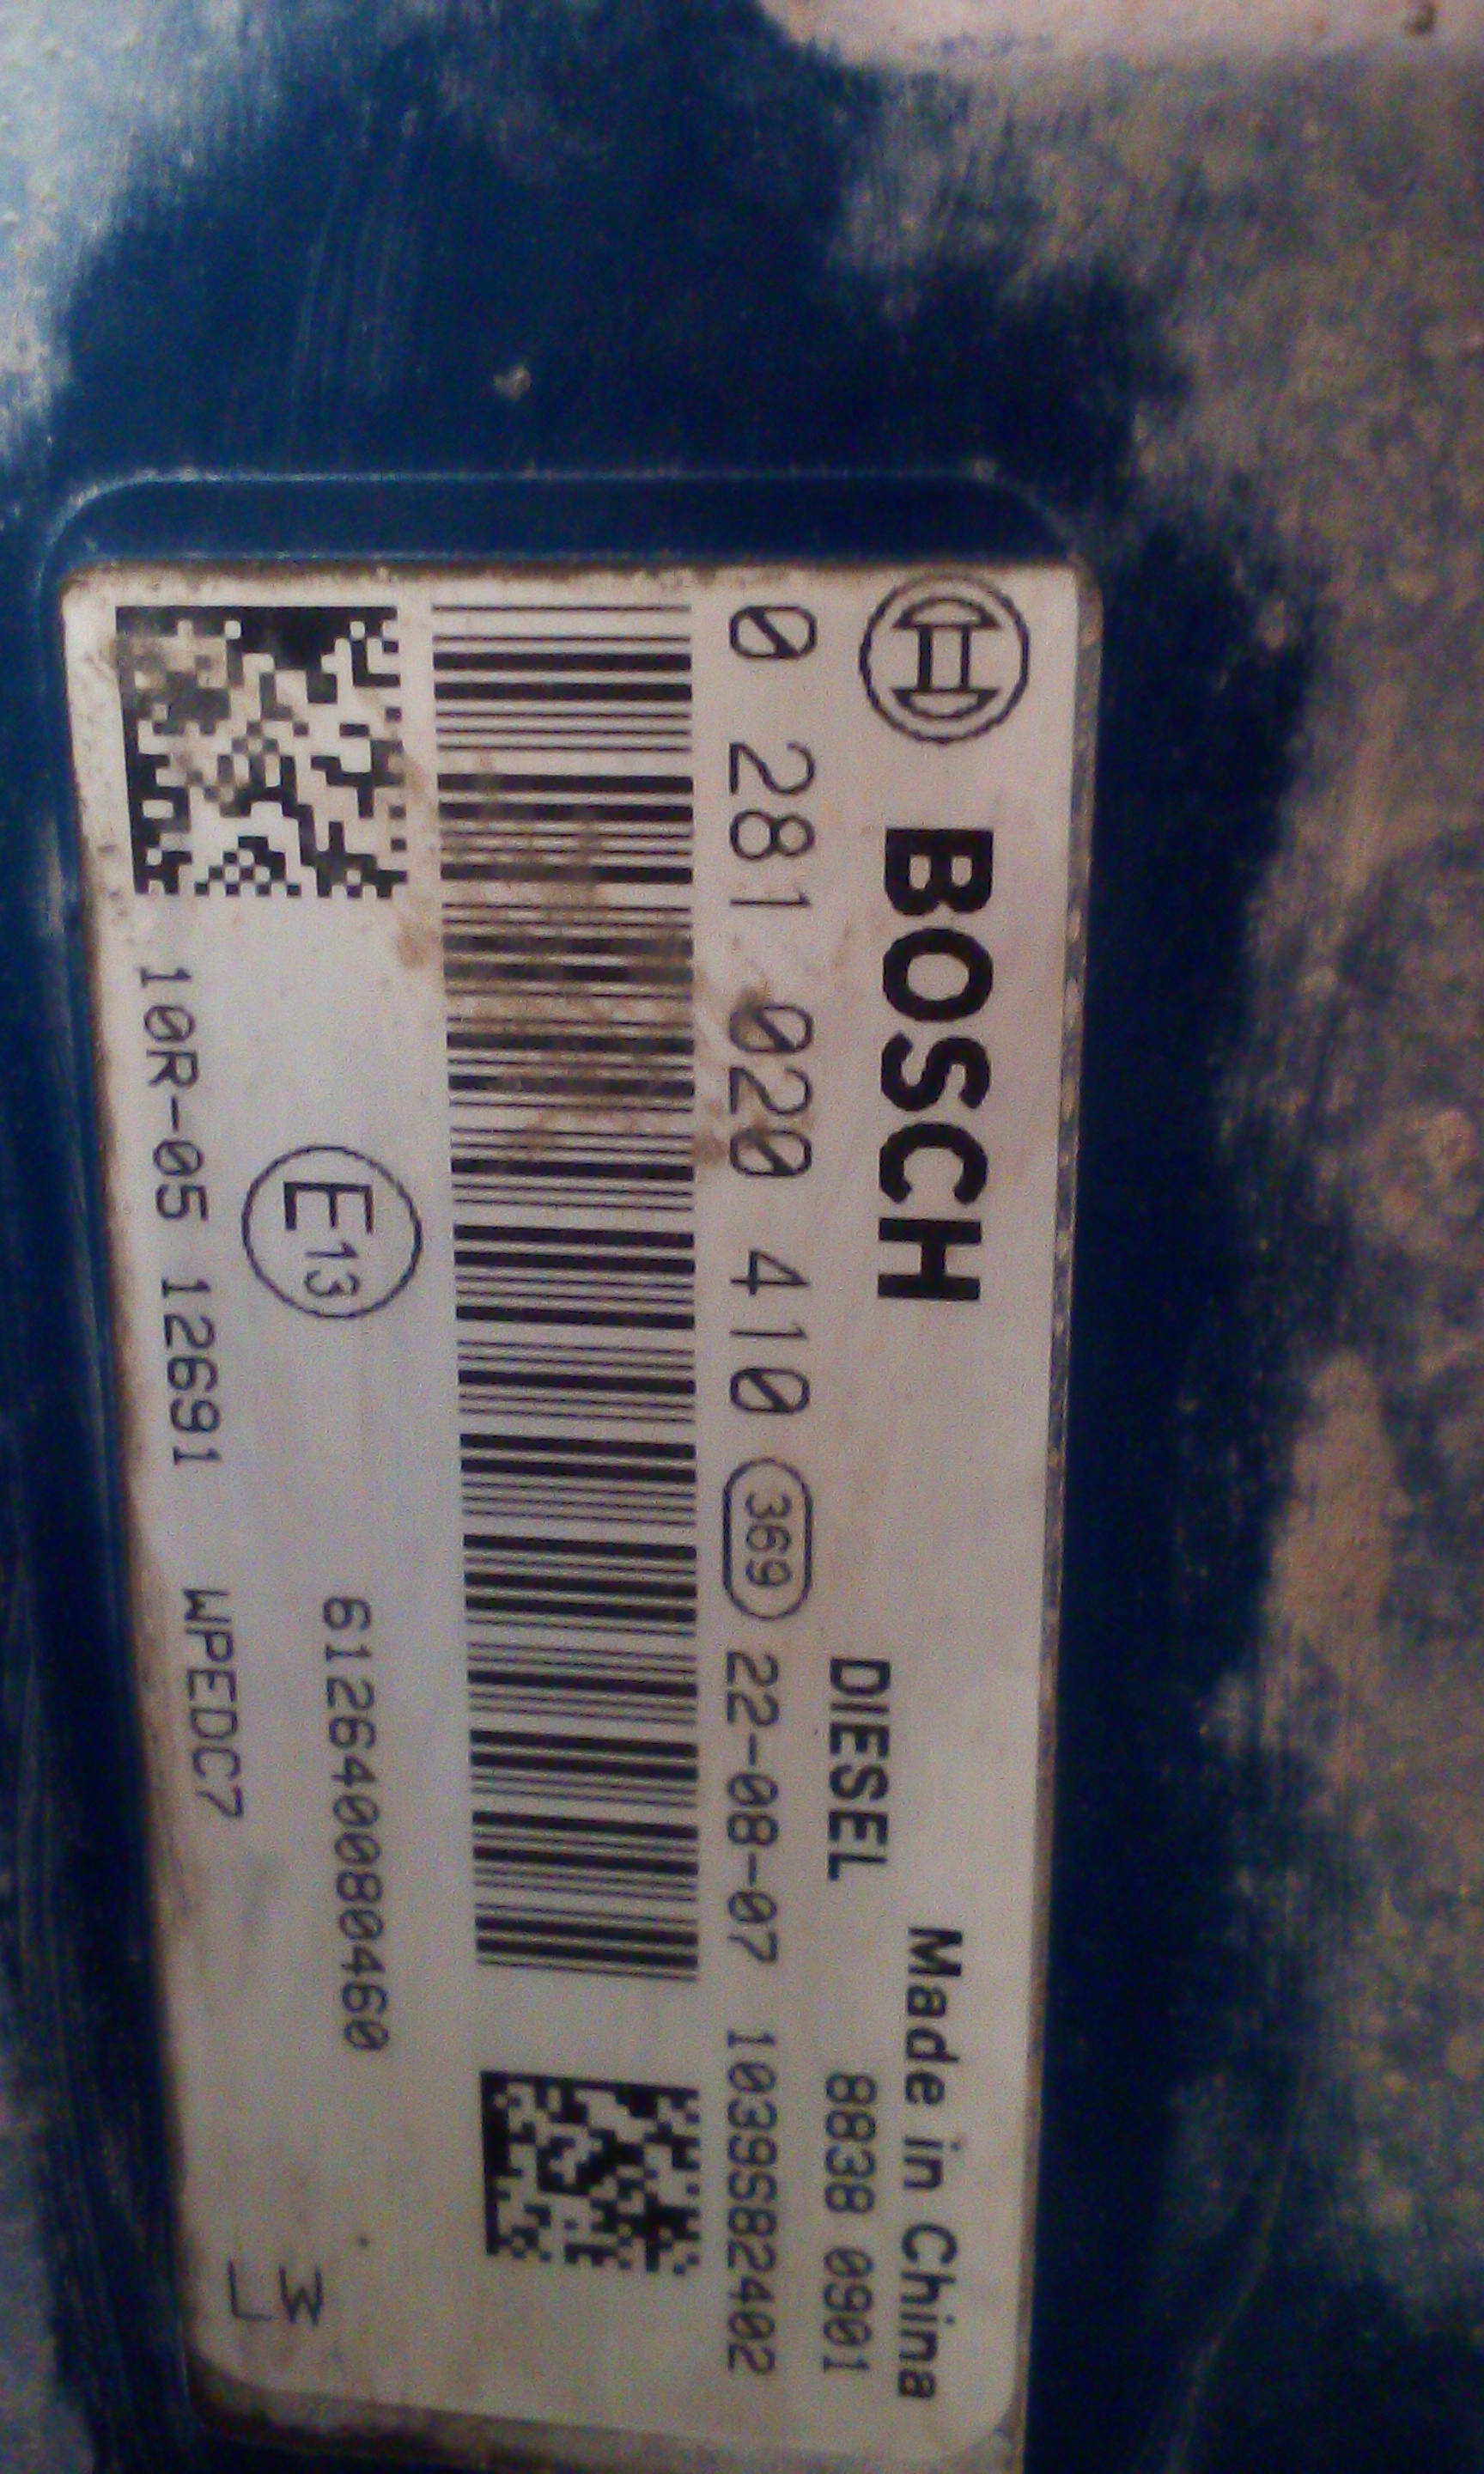 BOSCH
Made in China
DIESEL 8838 0901
0 281 020 410 369 22-08-07 1039S82402
E13
612640080460
10R-05 12691 WPEDC7